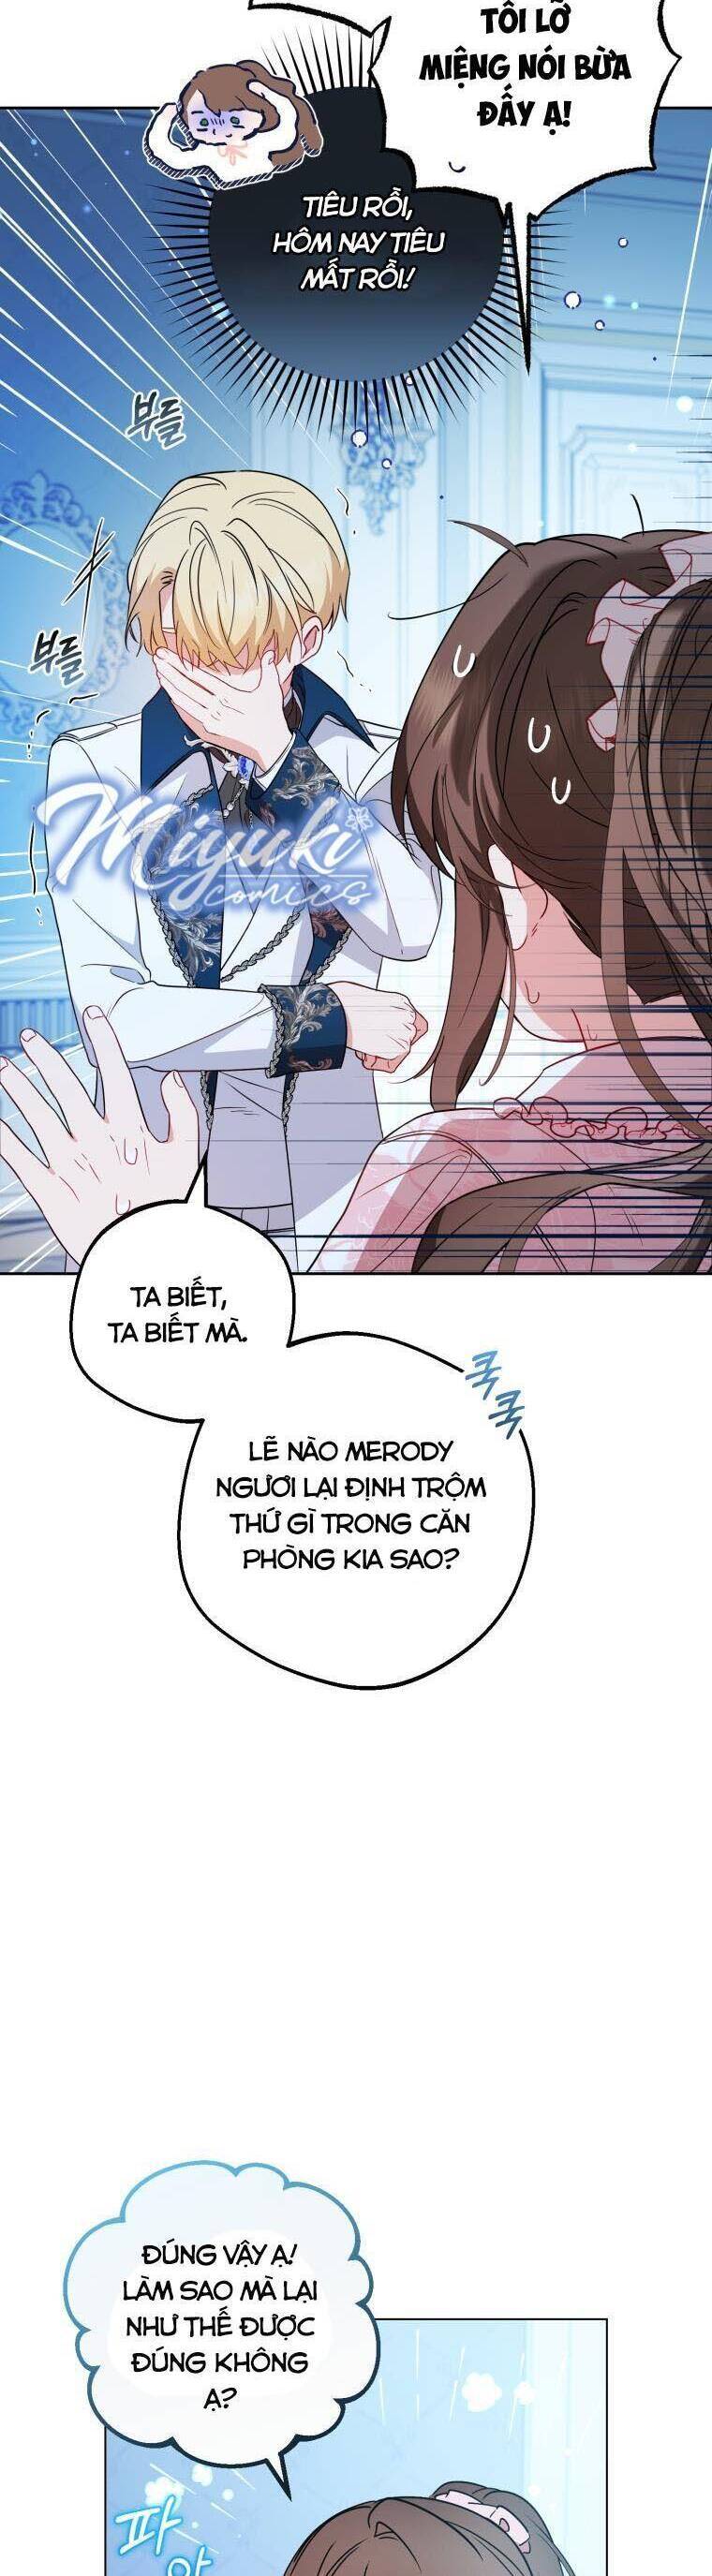 TÔI LỠ
MIỆNG NÓI BỪA
ĐẤY Ạ!
TIÊU RỒI,
HÔM NAY TIÊU
MẤT RỒI!
부들
부들
Miyuki
comics
TA BIẾT,
TA BIẾT MÀ.
쿡
쿡
LẼ NÀO MERODY
NGƯƠI LẠI ĐỊNH TRỘM
THỨ GÌ TRONG CĂN
PHÒNG KIA SAO?
ĐÚNG VẬY Ạ!
LÀM SAO MÀ LẠI
NHƯ THẾ ĐƯỢC
ĐÚNG KHÔNG
Ạ?
파